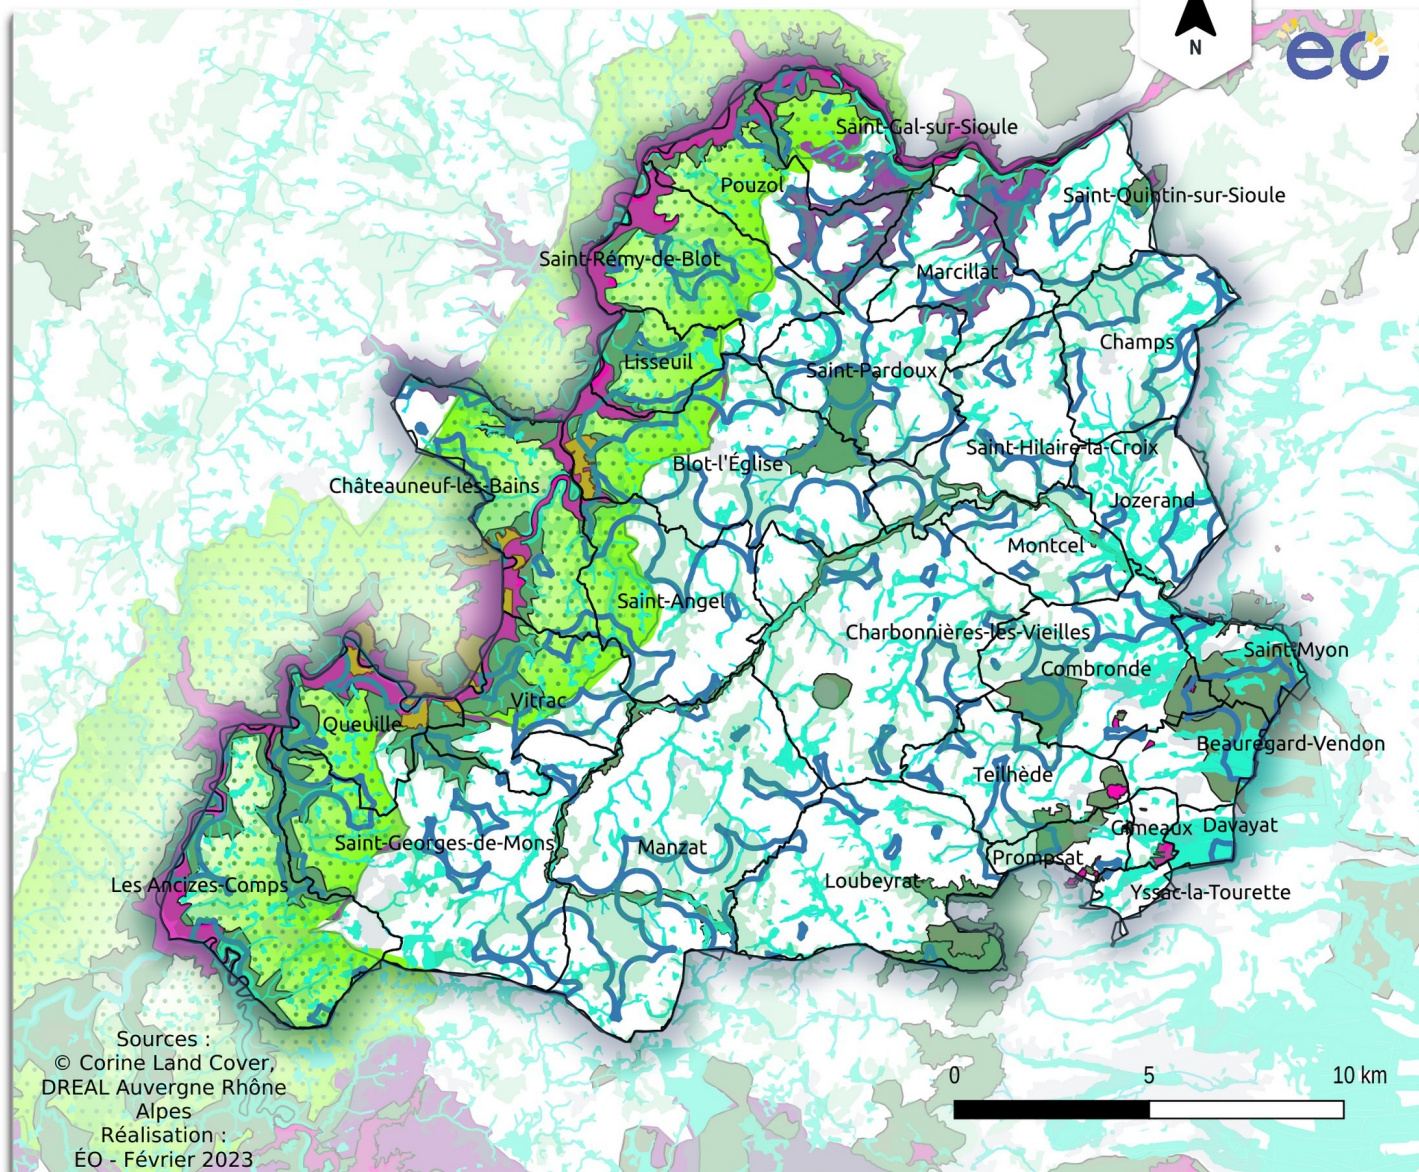 N
eo
Saint-Gal-sur-Sioule
Pouzol
Saint-Quintin-sur-Sioule
Saint-Rémy-de-Blot
Marcillat
Champs
Lisseuil
Saint-Pardoux
Saint-Hilaire-la-Croix
Blot-l'Église
Châteauneuf-les-Bains
Jozerand
Montcel
Saint-Angel
Charbonnières-les-Vieilles
Saint-Myon
Combronde
Vitrac
Queuille
Beauregard-Vendon
Teilhède
Gimeaux
Davayat
Saint-Georges-de-Mons
Manzat
Prompsat
Loubeyrat
Les Ancizes-Comps
Yssac-la-Tourette
Sources :
© Corine Land Cover,
DREAL Auvergne Rhône
Alpes
Réalisation :
ÉO - Février 2023
0 5 10 km